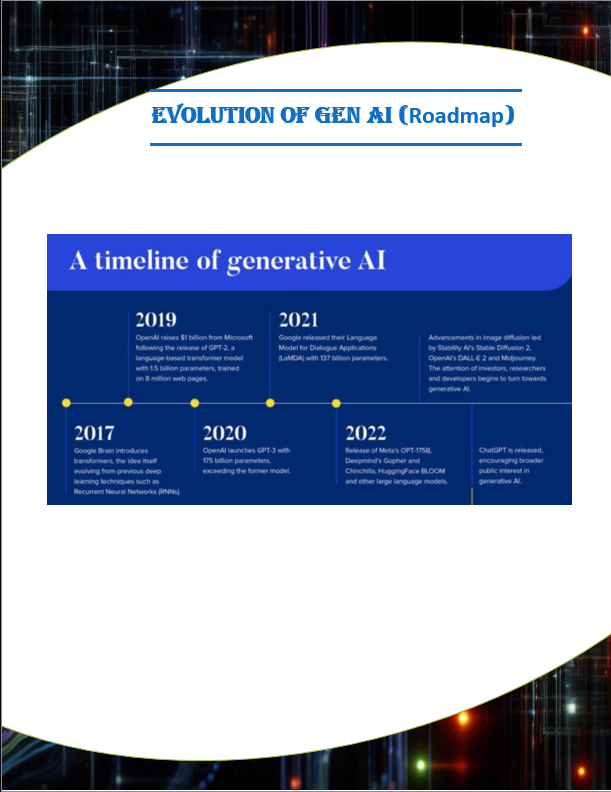 EVOLUTION OF GEN AI (Roadmap)
A timeline of generative AI
2019
OpenAI raises $1 billion from Microsoft
following the release of GPT-2, a
language-based transformer model
with 1.5 billion parameters, trained
on 8 million web pages.
2021
Google released their Language
Model for Dialogue Applications
(LaMDA) with 137 billion parameters.
Advancements in image diffusion led
by Stability AI's Stable Diffusion 2,
OpenAI's DALL-E 2 and Midjourney.
The attention of investors, researchers
and developers begins to turn towards
generative AI.
2017
Google Brain introduces
transformers, the idea itself
evolving from previous deep
learning techniques such as
Recurrent Neural Networks (RNNs).
2020
OpenAI launches GPT-3 with
175 billion parameters,
exceeding the former model.
2022
Release of Meta's OPT-175B,
Deepmind's Gopher and
Chinchilla, HuggingFace BLOOM
and other large language models.
ChatGPT is released,
encouraging broader
public interest in
generative AI.